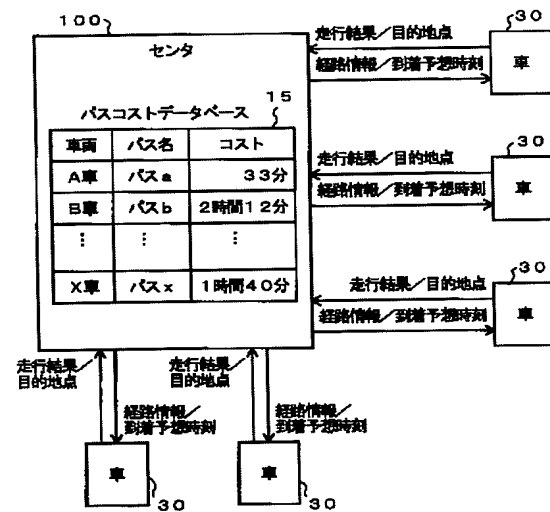 100
センタ
15
パスコストデータベース
車両 パス名 コスト
A車 パスa 33分
B車 パスb 2時間12分
⋮ ⋮ ⋮
X車 パスx 1時間40分
走行結果/目的地点
経路情報/到着予想時刻
30
車
走行結果/目的地点
経路情報/到着予想時刻
30
車
走行結果/目的地点
経路情報/到着予想時刻
30
車
走行結果/
目的地点
経路情報/
到着予想時刻
車
30
走行結果/
目的地点
経路情報/
到着予想時刻
車
30